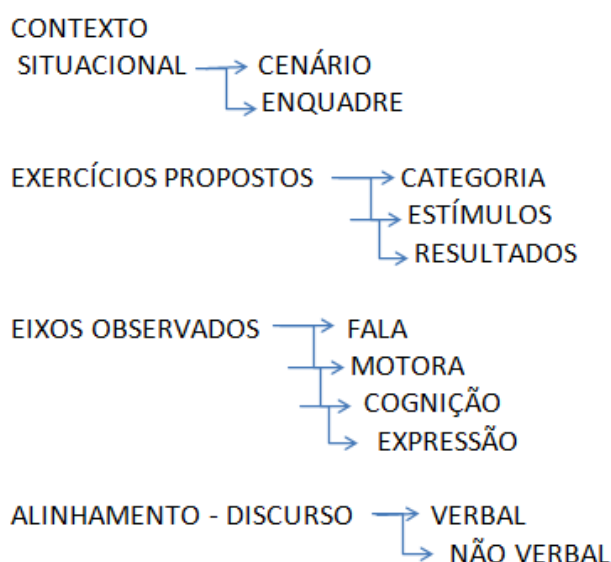 CONTEXTO
SITUACIONAL CENÁRIO
ENQUADRE
EXERCÍCIOS PROPOSTOS CATEGORIA
ESTÍMULOS
RESULTADOS
EIXOS OBSERVADOS FALA
MOTORA
COGNIÇÃO
EXPRESSÃO
ALINHAMENTO - DISCURSO VERBAL
NÃO VERBAL